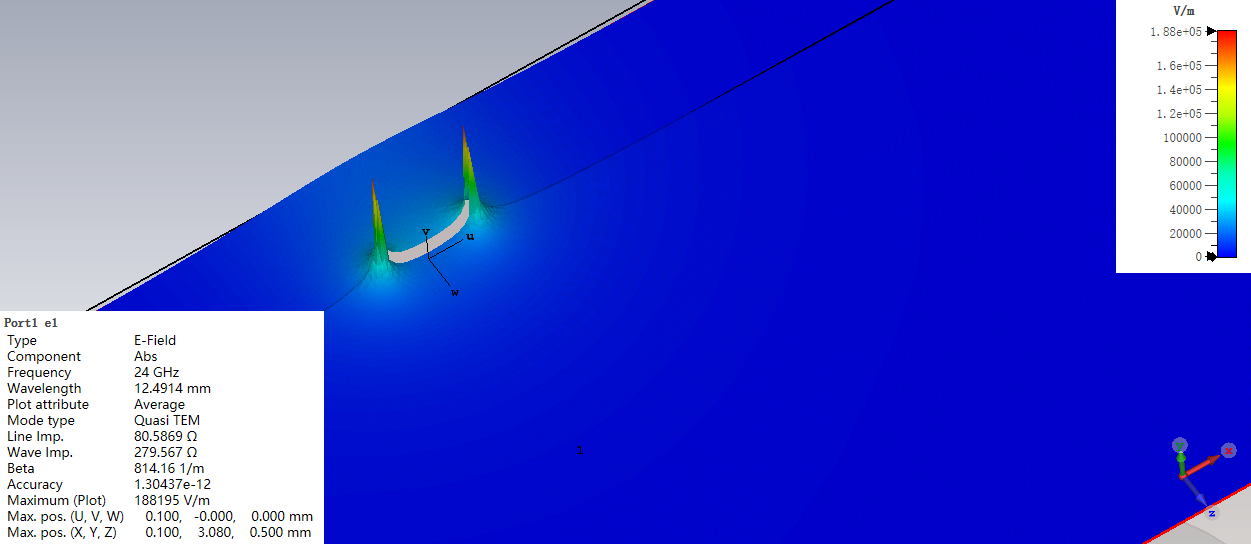 V/m
1.88e+05
1.6e+05
1.4e+05
1.2e+05
100000
80000
60000
40000
20000
0
v
u
w
1
Port1 e1
Type E-Field
Component Abs
Frequency 24 GHz
Wavelength 12.4914 mm
Plot attribute Average
Mode type Quasi TEM
Line Imp. 80.5869 Ω
Wave Imp. 279.567 Ω
Beta 814.16 1/m
Accuracy 1.30437e-12
Maximum (Plot) 188195 V/m
Max. pos. (U, V, W) 0.100, -0.000, 0.000 mm
Max. pos. (X, Y, Z) 0.100, 3.080, 0.500 mm
x
z